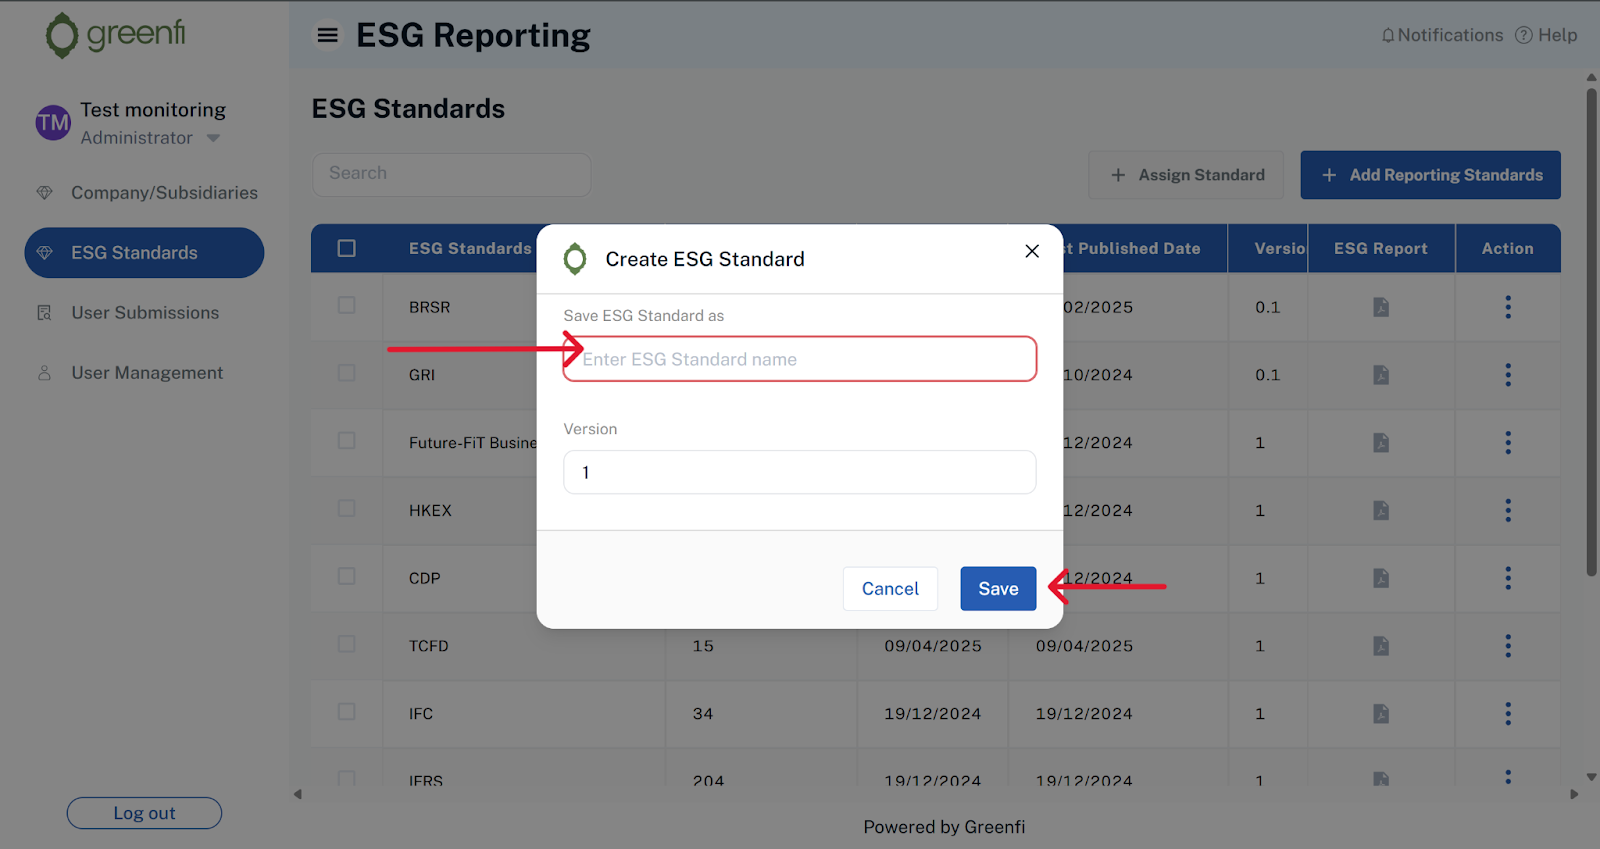 greenfi
ESG Reporting
Notifications
Help
TM
Test monitoring
Administrator
Company/Subsidiaries
ESG Standards
User Submissions
User Management
Log out
ESG Standards
Search
Assign Standard
Add Reporting Standards
ESG Standards
Published Date
Versio
ESG Report
Action
BRSR
02/2025
0.1
GRI
10/2024
0.1
Future-FiT Busine
12/2024
1
HKEX
12/2024
1
CDP
12/2024
1
TCFD
15
09/04/2025
09/04/2025
1
IFC
34
19/12/2024
19/12/2024
1
IFRS
204
19/12/2024
19/12/2024
1
Create ESG Standard
Save ESG Standard as
Enter ESG Standard name
Version
1
Cancel
Save
Powered by Greenfi